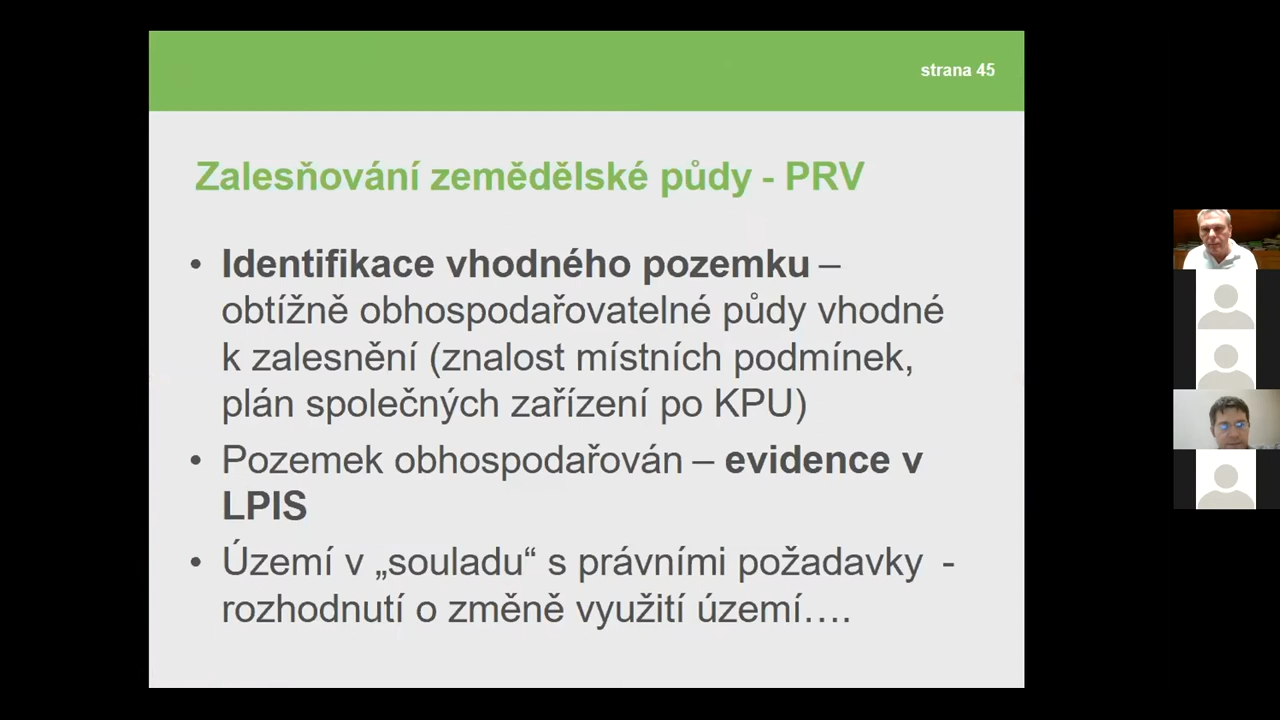 strana 45
Zalesňování zemědělské půdy - PRV
• Identifikace vhodného pozemku –
obtížně obhospodařovatelné půdy vhodné
k zalesnění (znalost místních podmínek,
plán společných zařízení po KPU)
• Pozemek obhospodařován – evidence v
LPIS
• Území v „souladu“ s právními požadavky -
rozhodnutí o změně využití území….